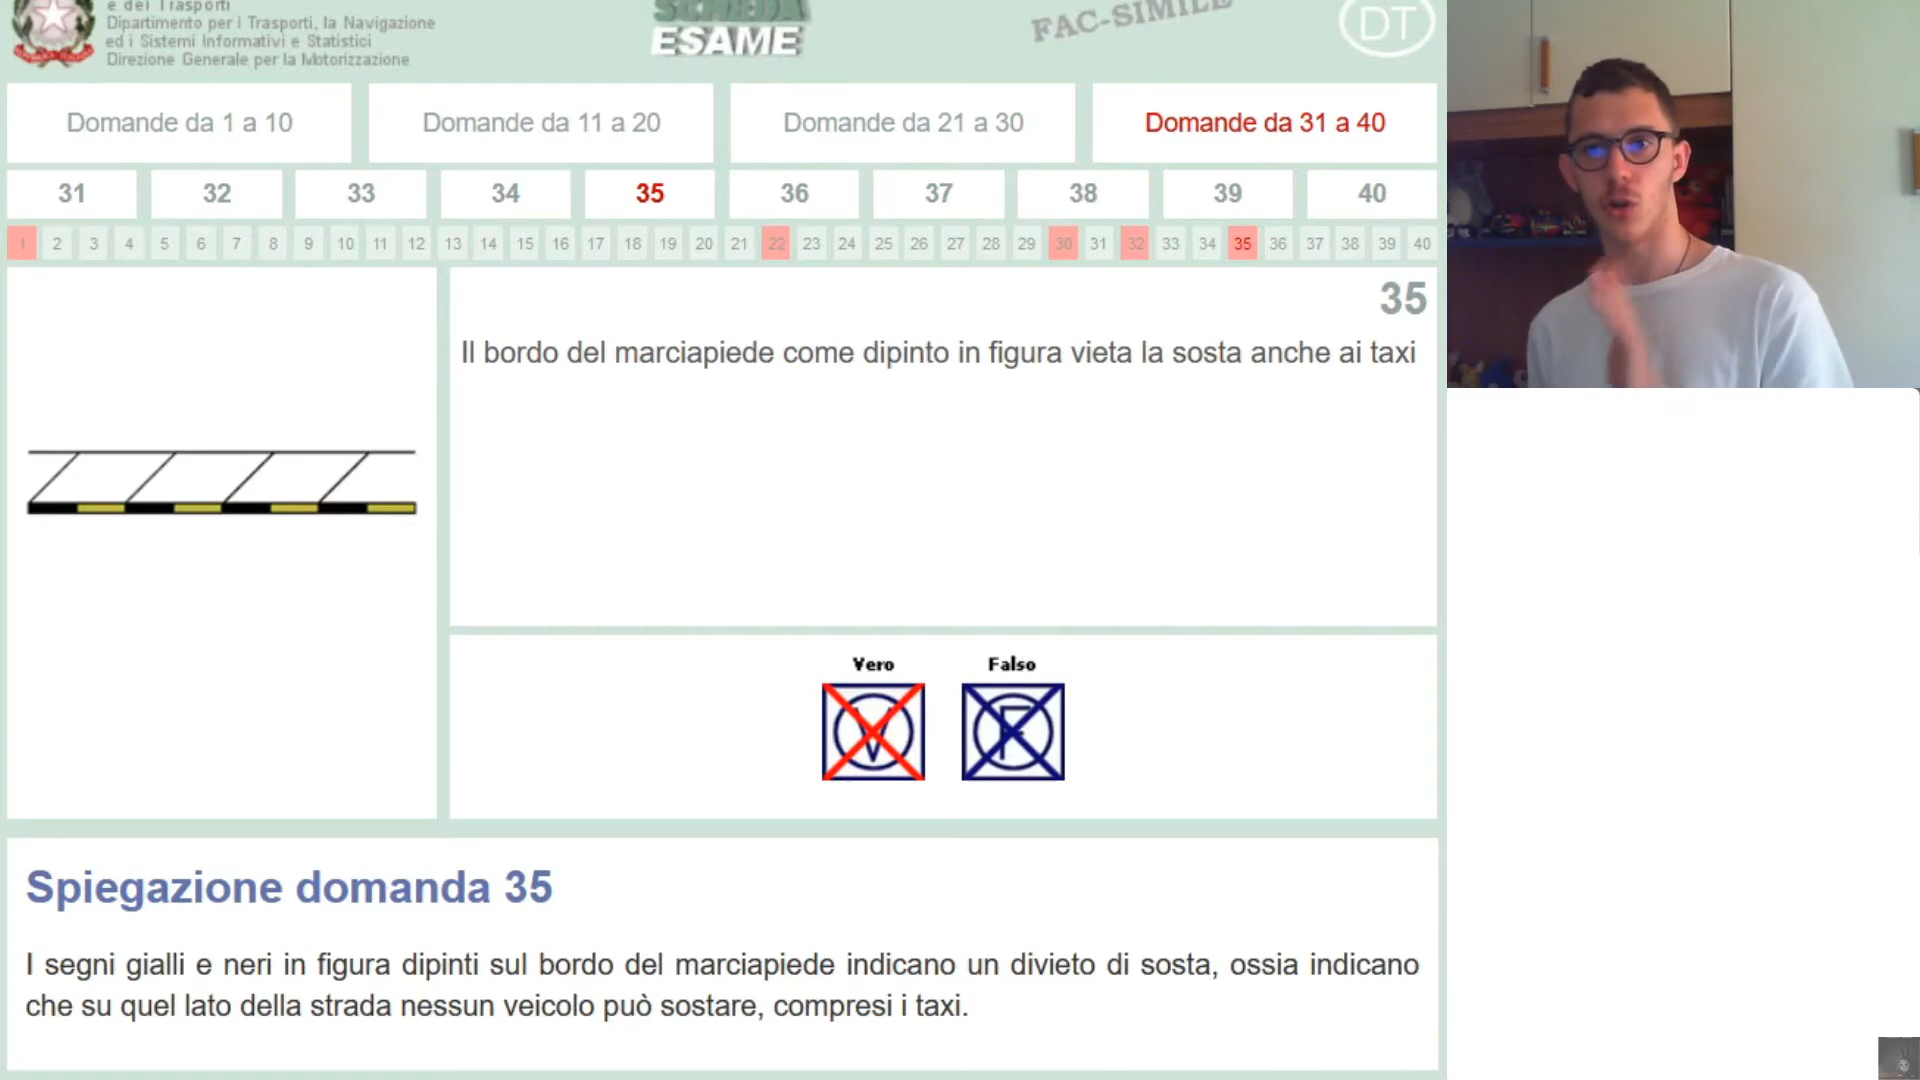 e dei Trasporti
Dipartimento per i Trasporti, la Navigazione
ed i Sistemi Informativi e Statistici
Direzione Generale per la Motorizzazione
SCHEDA
ESAME
FAC-SIMILE
DT
Domande da 1 a 10
Domande da 11 a 20
Domande da 21 a 30
Domande da 31 a 40
31 32 33 34 35 36 37 38 39 40
1 2 3 4 5 6 7 8 9 10 11 12 13 14 15 16 17 18 19 20 21 22 23 24 25 26 27 28 29 30 31 32 33 34 35 36 37 38 39 40
35
Il bordo del marciapiede come dipinto in figura vieta la sosta anche ai taxi
Vero Falso
V F
Spiegazione domanda 35
I segni gialli e neri in figura dipinti sul bordo del marciapiede indicano un divieto di sosta, ossia indicano
che su quel lato della strada nessun veicolo può sostare, compresi i taxi.